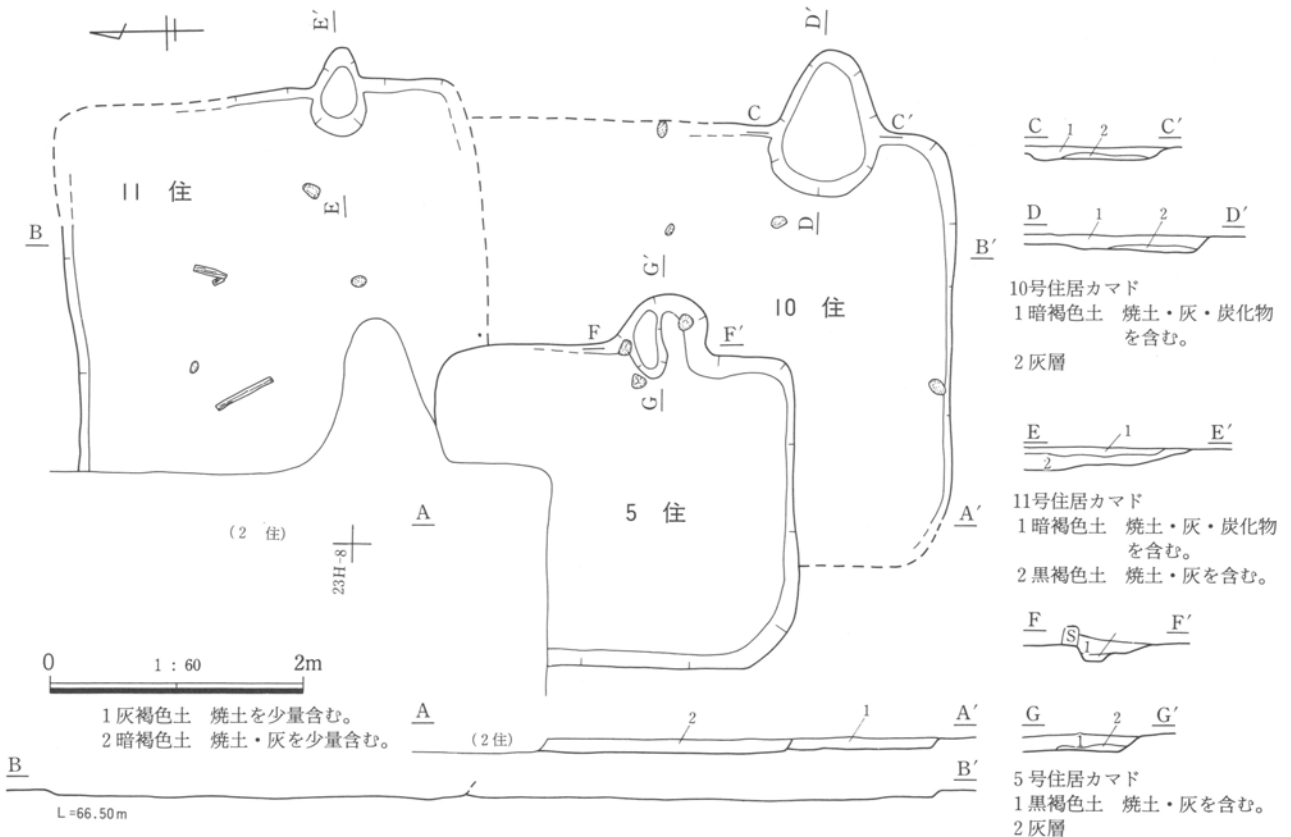 E′
D′
C
C′
11 住
E
D
B
B′
G′
10 住
F
F′
G
5 住
(2 住)
A
A′
23H-8
0 1 : 60 2m
1 灰褐色土 焼土を少量含む。
2 暗褐色土 焼土・灰を少量含む。
A
A′
(2住)
2
1
B
B′
L=66.50m
C 1 2 C′
D 1 2 D′
10号住居カマド
1 暗褐色土 焼土・灰・炭化物
を含む。
2 灰層
E 1 E′
2
11号住居カマド
1 暗褐色土 焼土・灰・炭化物
を含む。
2 黒褐色土 焼土・灰を含む。
F F′
S
1
G 2 G′
1
5号住居カマド
1 黒褐色土 焼土・灰を含む。
2 灰層